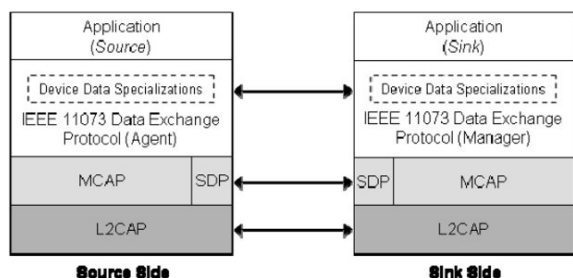 Application
(Source)
Device Data Specializations
IEEE 11073 Data Exchange
Protocol (Agent)
MCAP
SDP
L2CAP
Source Side
Application
(Sink)
Device Data Specializations
IEEE 11073 Data Exchange
Protocol (Manager)
SDP
MCAP
L2CAP
Sink Side